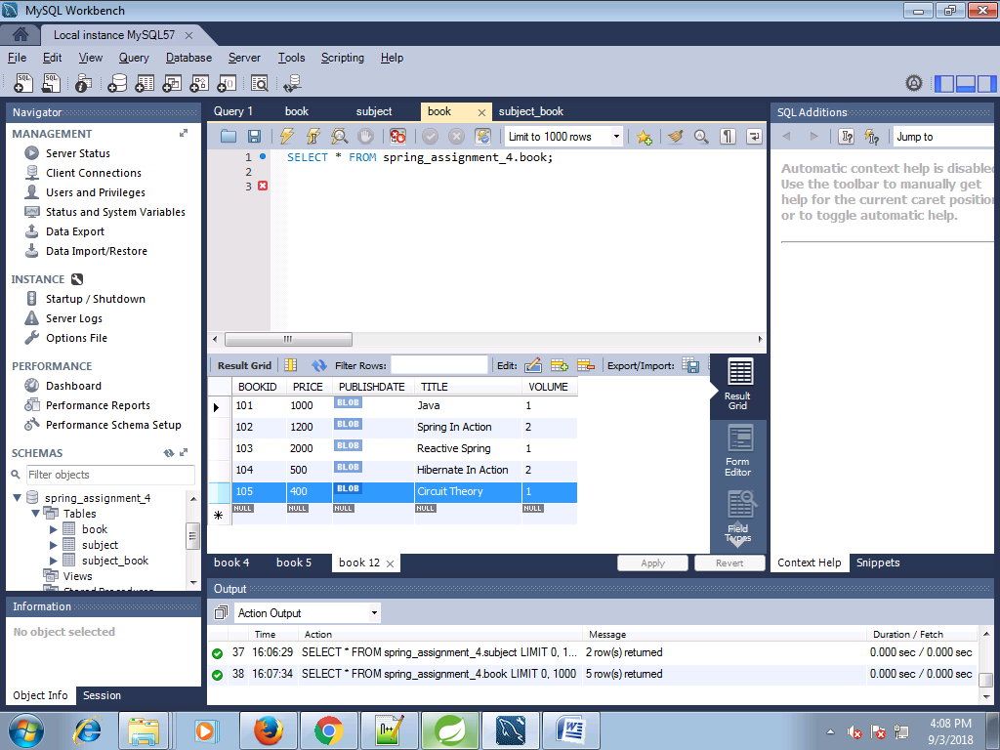 MySQL Workbench
Local instance MySQL57
File Edit View Query Database Server Tools Scripting Help
Navigator
MANAGEMENT
Server Status
Client Connections
Users and Privileges
Status and System Variables
Data Export
Data Import/Restore
INSTANCE
Startup / Shutdown
Server Logs
Options File
PERFORMANCE
Dashboard
Performance Reports
Performance Schema Setup
SCHEMAS
Filter objects
spring_assignment_4
Tables
book
subject
subject_book
Views
Stored Procedures
Information
No object selected
Object Info Session
Query 1 book subject book subject_book
Limit to 1000 rows
1 SELECT * FROM spring_assignment_4.book;
2
3
Result Grid Filter Rows: Edit: Export/Import:
BOOKID PRICE PUBLISHDATE TITLE VOLUME
101 1000 BLOB Java 1
102 1200 BLOB Spring In Action 2
103 2000 BLOB Reactive Spring 1
104 500 BLOB Hibernate In Action 2
105 400 BLOB Circuit Theory 1
NULL NULL NULL NULL NULL
Result
Grid
Form
Editor
Field
Types
book 4 book 5 book 12 Apply Revert
SQL Additions
Jump to
Automatic context help is disabled
Use the toolbar to manually get
help for the current caret position
or to toggle automatic help.
Context Help Snippets
Output
Action Output
Time Action Message Duration / Fetch
37 16:06:29 SELECT * FROM spring_assignment_4.subject LIMIT 0, 1... 2 row(s) returned 0.000 sec / 0.000 sec
38 16:07:34 SELECT * FROM spring_assignment_4.book LIMIT 0, 1000 5 row(s) returned 0.000 sec / 0.000 sec
4:08 PM
9/3/2018